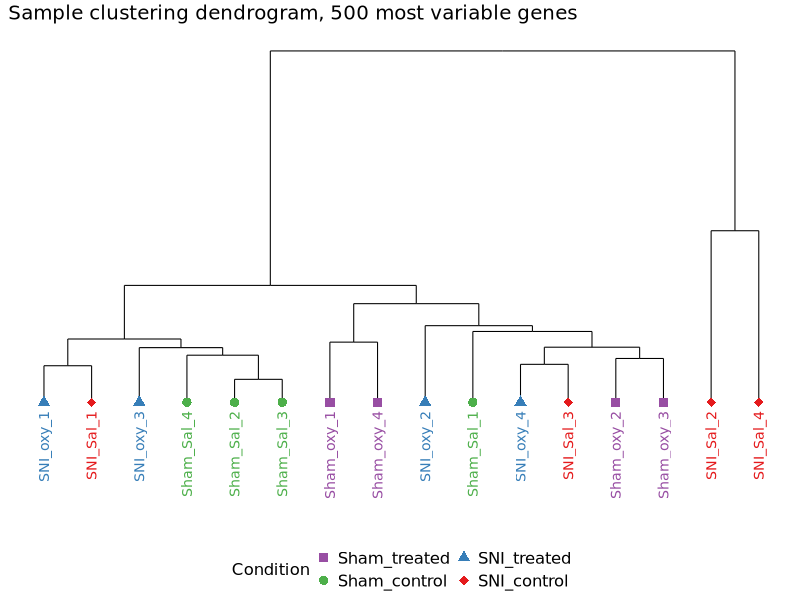 Sample clustering dendrogram, 500 most variable genes
SNI_oxy_1
SNI_Sal_1
SNI_oxy_3
Sham_Sal_4
Sham_Sal_2
Sham_Sal_3
Sham_oxy_1
Sham_oxy_4
SNI_oxy_2
Sham_Sal_1
SNI_oxy_4
SNI_Sal_3
Sham_oxy_2
Sham_oxy_3
SNI_Sal_2
SNI_Sal_4
Condition
Sham_treated SNI_treated
Sham_control SNI_control